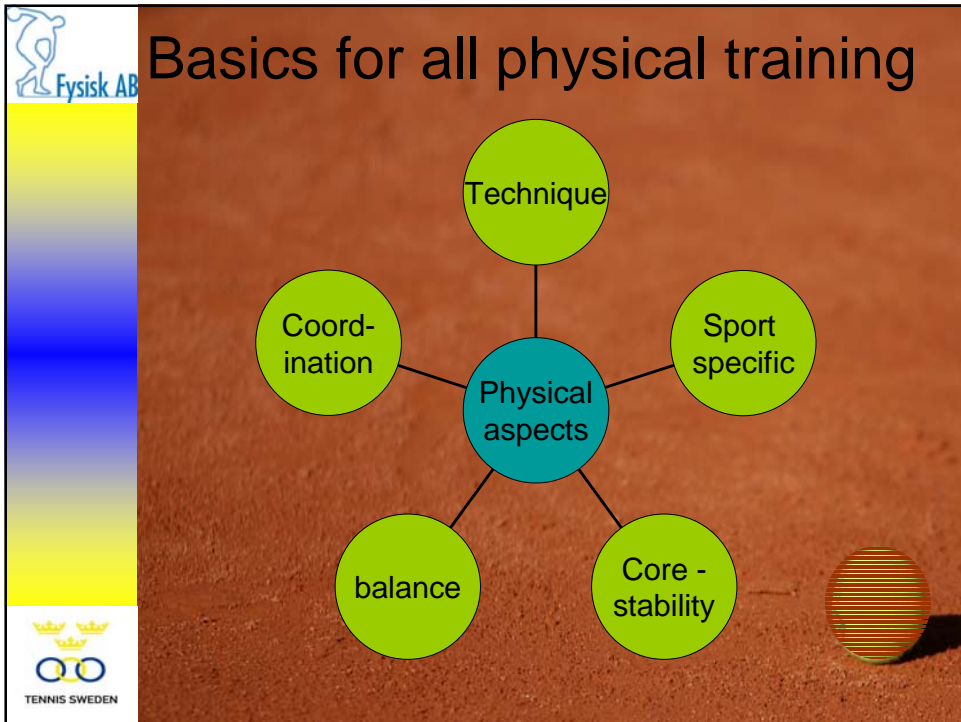 Fysisk AB
Basics for all physical training
Technique
Coord-
ination
Sport
specific
Physical
aspects
balance
Core -
stability
TENNIS SWEDEN